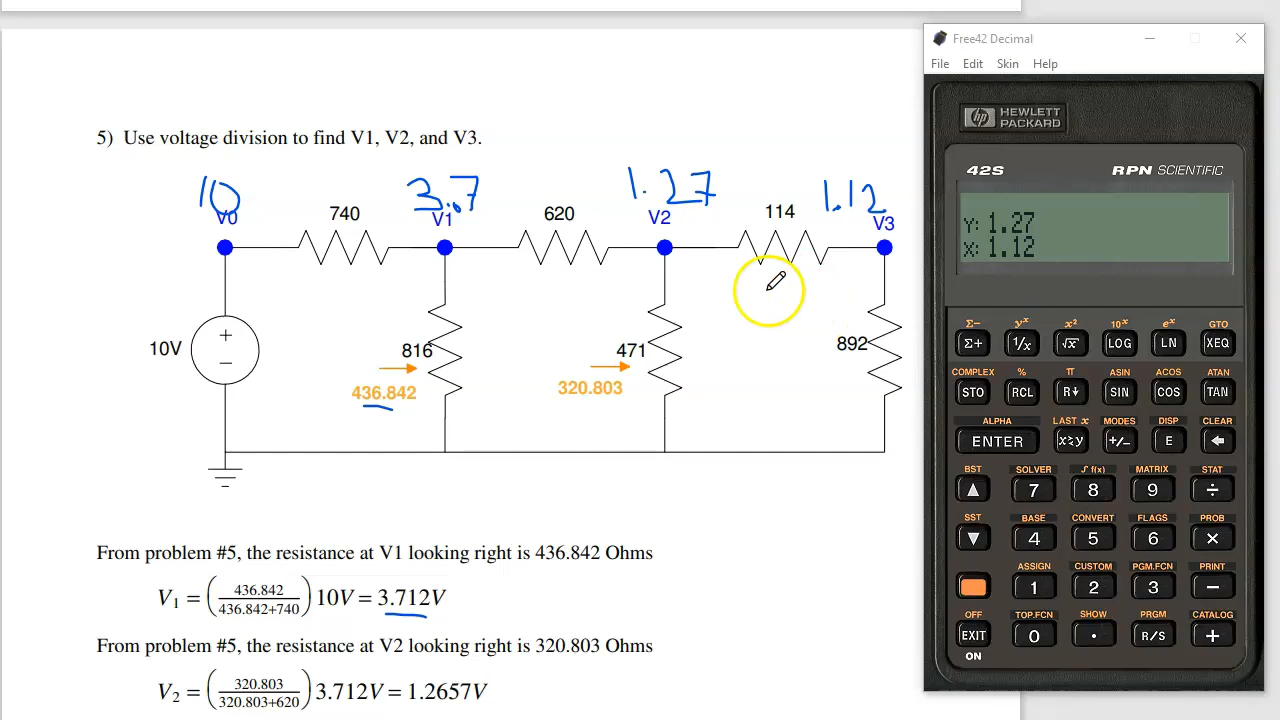 5) Use voltage division to find V1, V2, and V3.
10 3.7 1.27 1.12
V0 740 V1 620 V2 114 V3
10V + − 816 471 892
436.842 320.803
From problem #5, the resistance at V1 looking right is 436.842 Ohms
V1 = (436.842 / 436.842+740) 10V = 3.712V
From problem #5, the resistance at V2 looking right is 320.803 Ohms
V2 = (320.803 / 320.803+620) 3.712V = 1.2657V
Free42 Decimal
File Edit Skin Help
hp HEWLETT PACKARD
42S RPN SCIENTIFIC
Y: 1.27
X: 1.12
Σ− y^x x² 10^x e^x GTO
Σ+ 1/x √x LOG LN XEQ
COMPLEX % π ASIN ACOS ATAN
STO RCL R↓ SIN COS TAN
ALPHA LAST x MODES DISP CLEAR
ENTER x≷y +/− E ←
BST SOLVER ∫f(x) MATRIX STAT
▲ 7 8 9 ÷
SST BASE CONVERT FLAGS PROB
▼ 4 5 6 ×
ASSIGN CUSTOM PGM.FCN PRINT
1 2 3 −
OFF TOP.FCN SHOW PRGM CATALOG
EXIT 0 . R/S +
ON